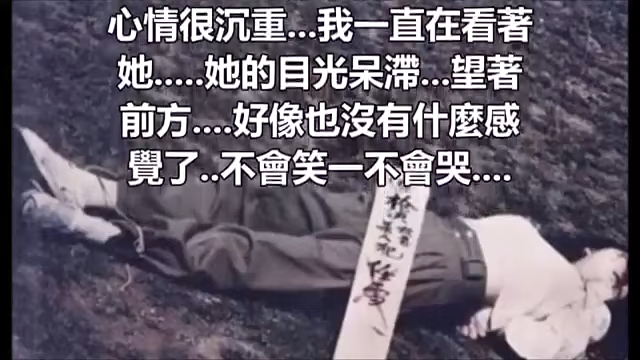 心情很沉重...我一直在看著
她.....她的目光呆滯...望著
前方....好像也沒有什麼感
覺了..不會笑一不會哭....